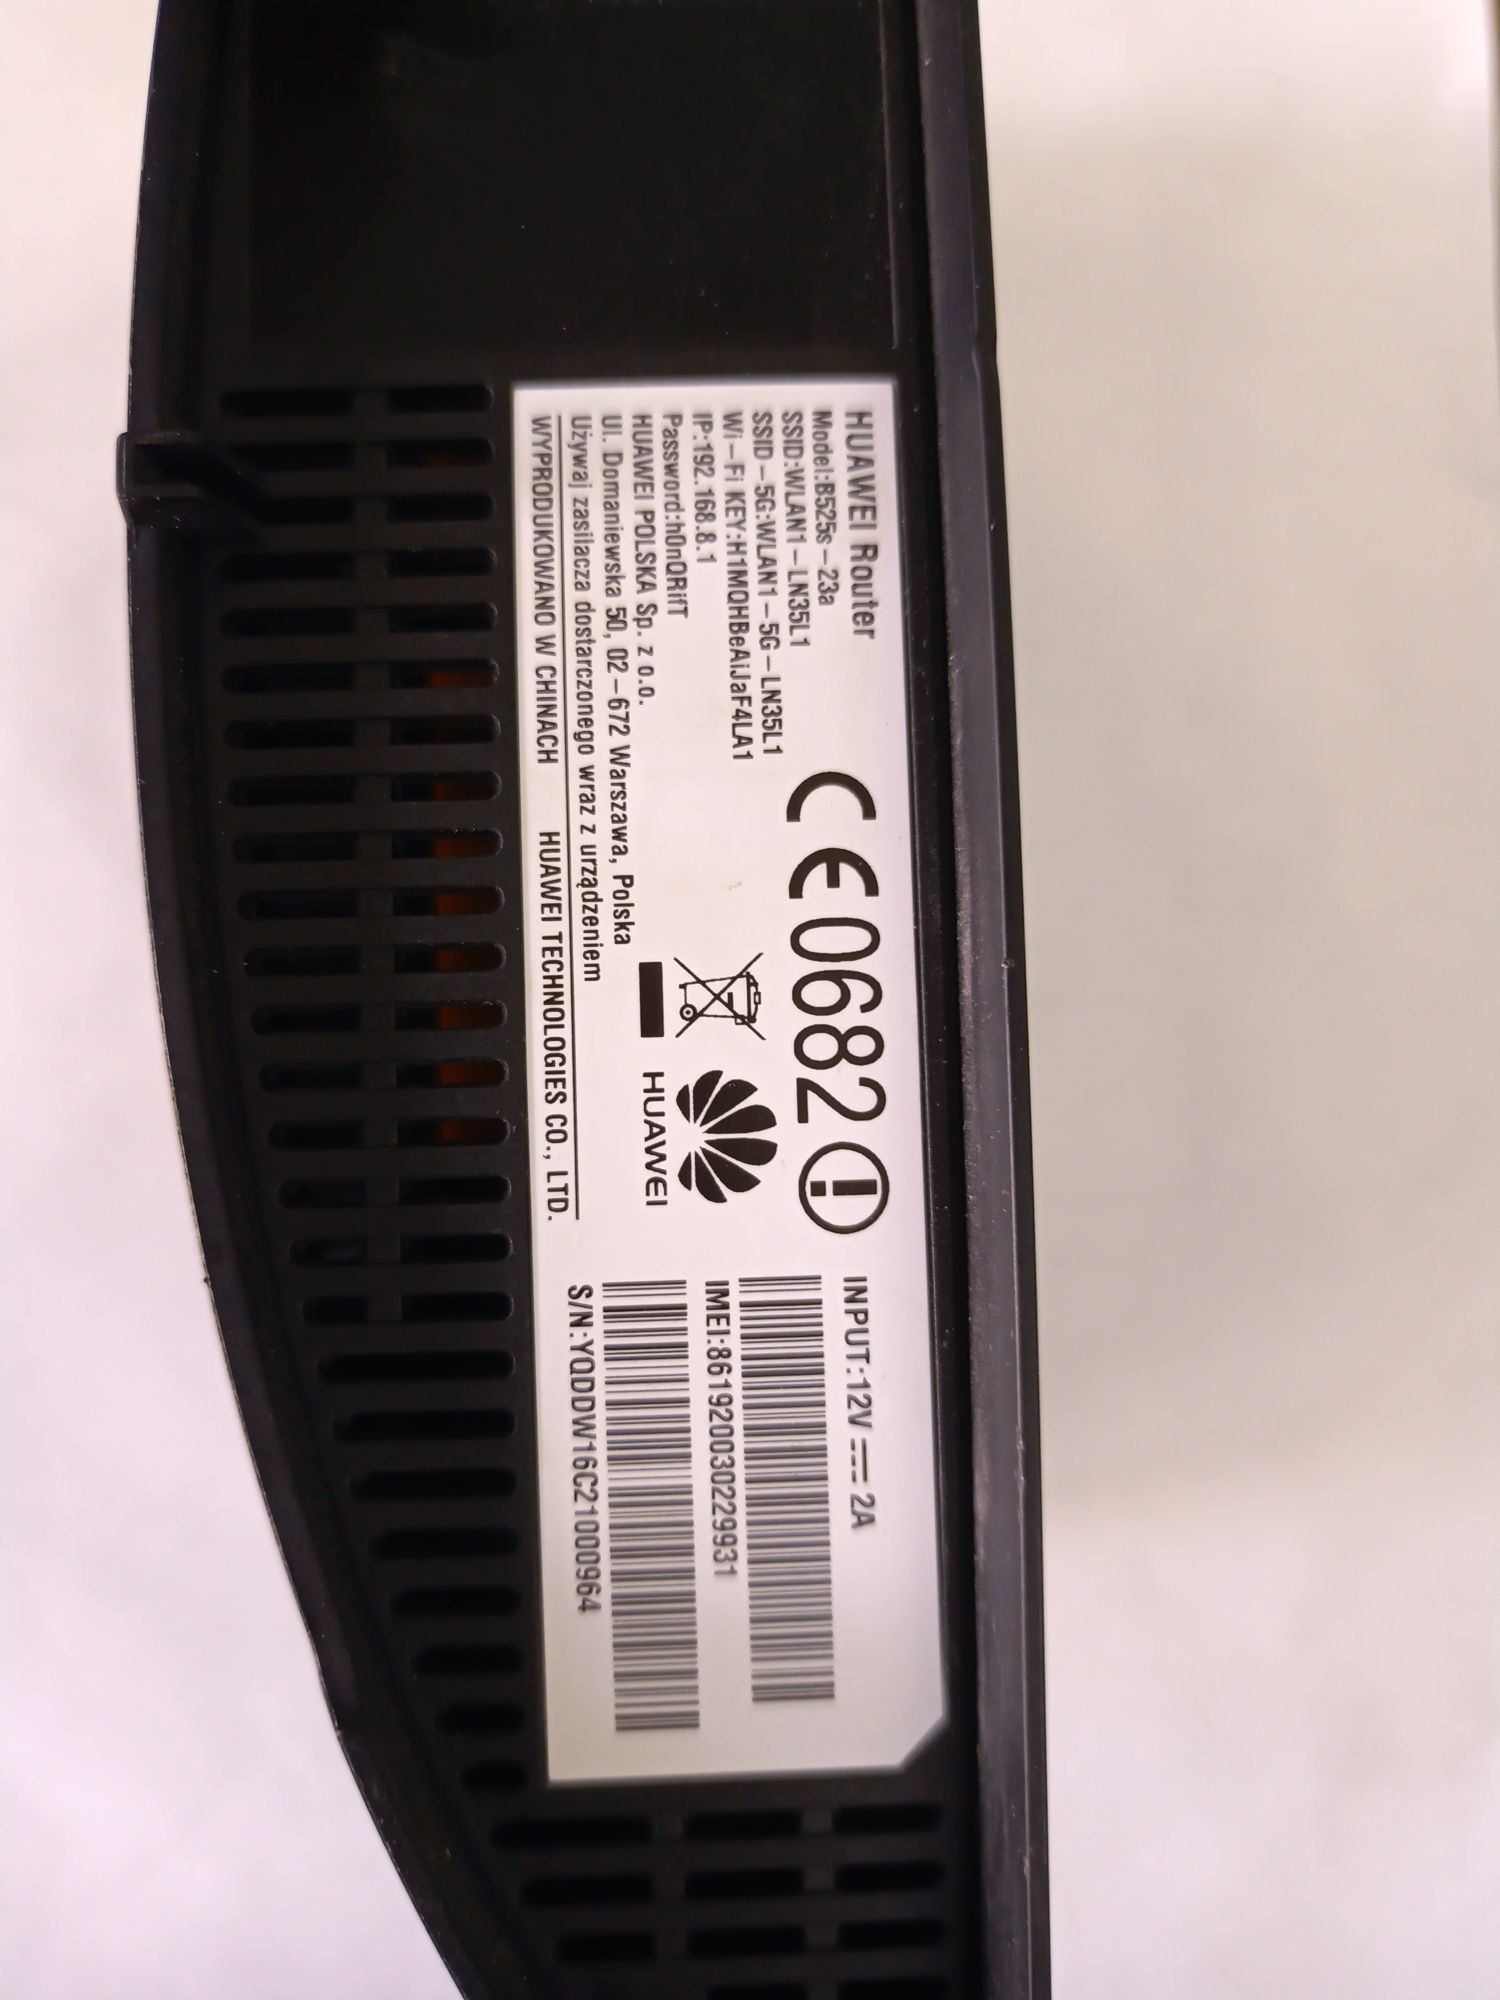 HUAWEI Router
Model:B525s-23a
SSID:WLAN1-LN35L1
SSID-5G:WLAN1-5G-LN35L1
Wi-Fi KEY:H1MQHBeAiJaF4LA1
IP:192.168.8.1
Password:h0nQRifT
HUAWEI POLSKA Sp. z o.o.
Ul. Domaniewska 50, 02-672 Warszawa, Polska
Używaj zasilacza dostarczonego wraz z urządzeniem
WYPRODUKOWANO W CHINACH HUAWEI TECHNOLOGIES CO., LTD.
CE0682
HUAWEI
INPUT:12V ⎓ 2A
IMEI:861920030229931
S/N:YQDDW16C21000964